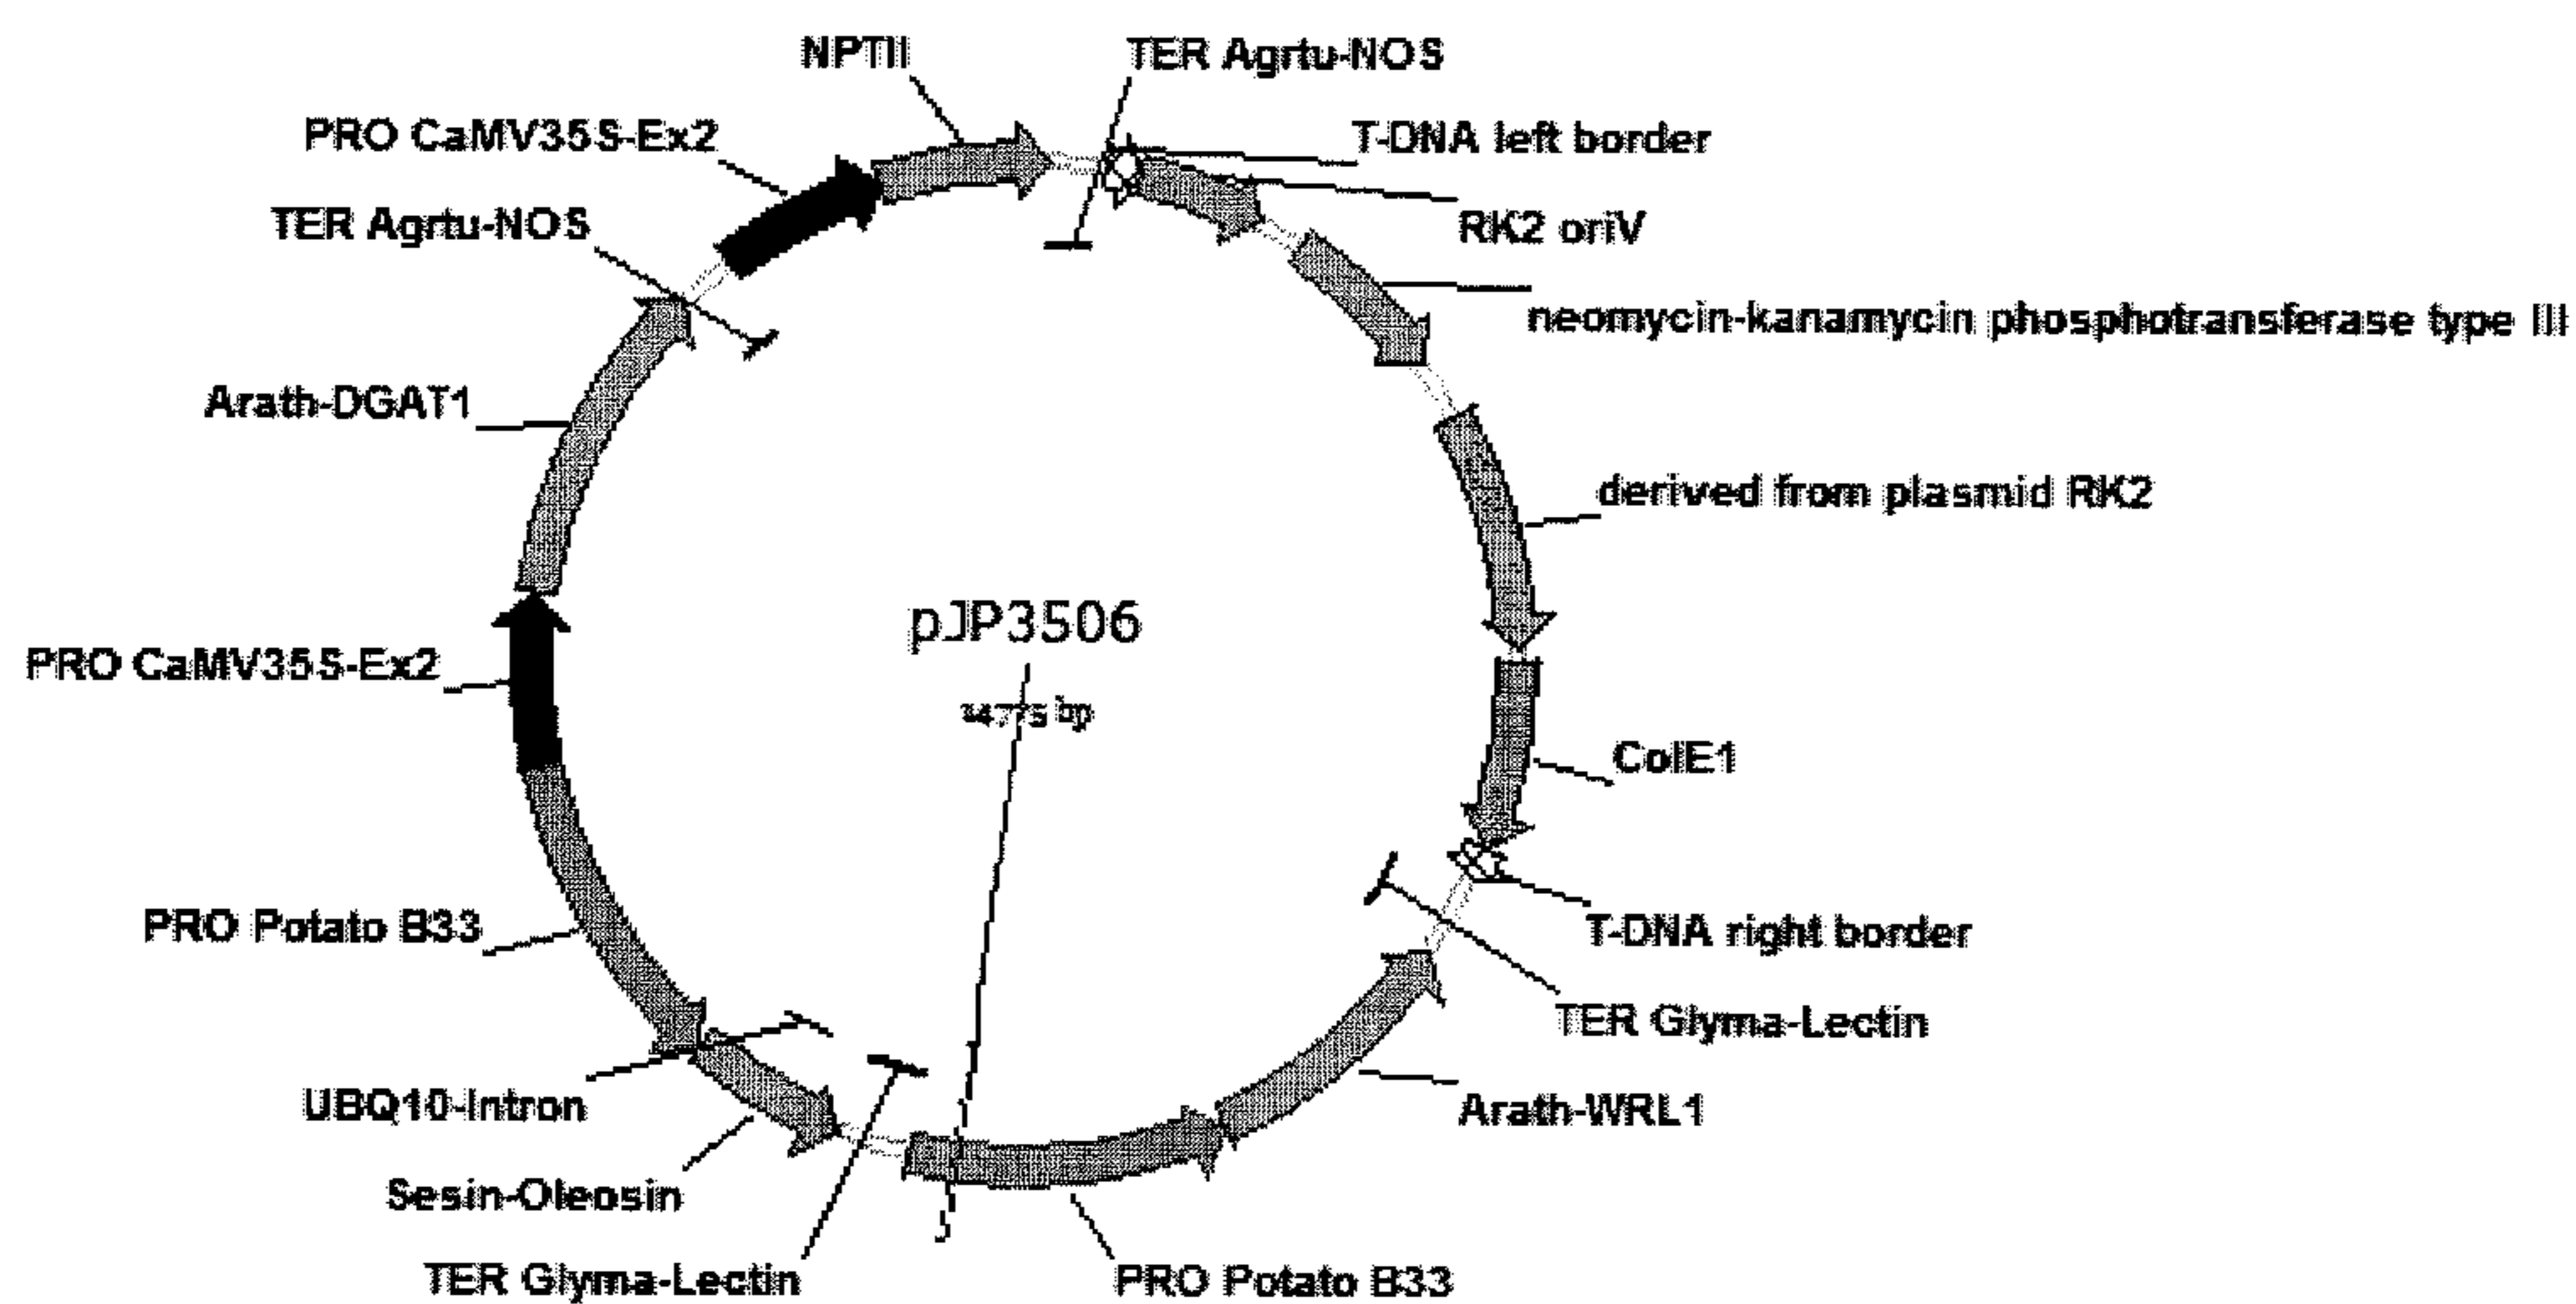 NPTII
TER Agrtu-NOS
PRO CaMV35S-Ex2
T-DNA left border
TER Agrtu-NOS
RK2 oriV
neomycin-kanamycin phosphotransferase type III
Arath-DGAT1
derived from plasmid RK2
pJP3506
bp
PRO CaMV35S-Ex2
ColE1
PRO Potato B33
T-DNA right border
TER Glyma-Lectin
UBQ10-Intron
Arath-WRL1
Sesin-Oleosin
TER Glyma-Lectin
PRO Potato B33